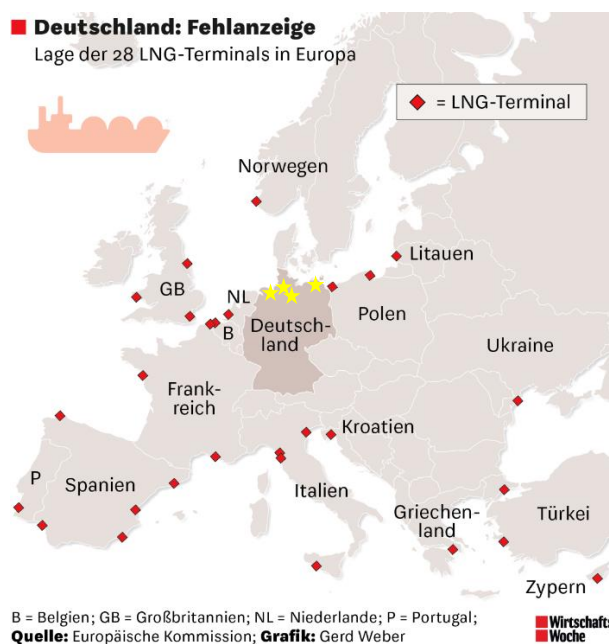 Deutschland: Fehlanzeige
Lage der 28 LNG-Terminals in Europa
= LNG-Terminal
Norwegen
Litauen
GB
NL
B
Deutsch-
land
Polen
Ukraine
Frank-
reich
Kroatien
P
Spanien
Italien
Griechen-
land
Türkei
Zypern
B = Belgien; GB = Großbritannien; NL = Niederlande; P = Portugal;
Quelle: Europäische Kommission; Grafik: Gerd Weber
Wirtschafts
Woche